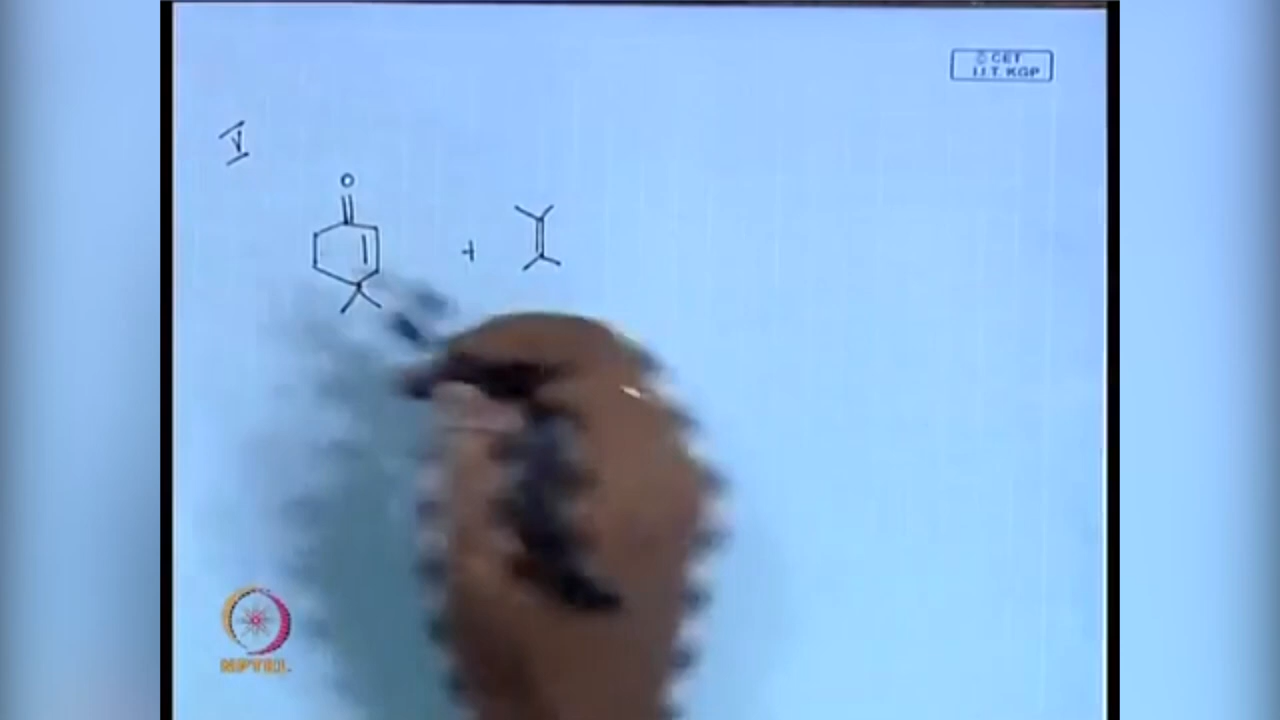 © CET
I.I.T. KGP
V
O
+
NPTEL